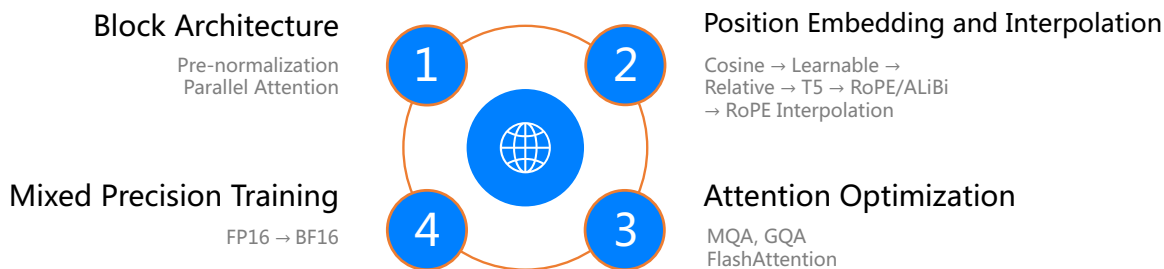 Block Architecture
Pre-normalization
Parallel Attention
1
2
Position Embedding and Interpolation
Cosine → Learnable →
Relative → T5 → RoPE/ALiBi
→ RoPE Interpolation
Mixed Precision Training
FP16 → BF16
4
3
Attention Optimization
MQA, GQA
FlashAttention